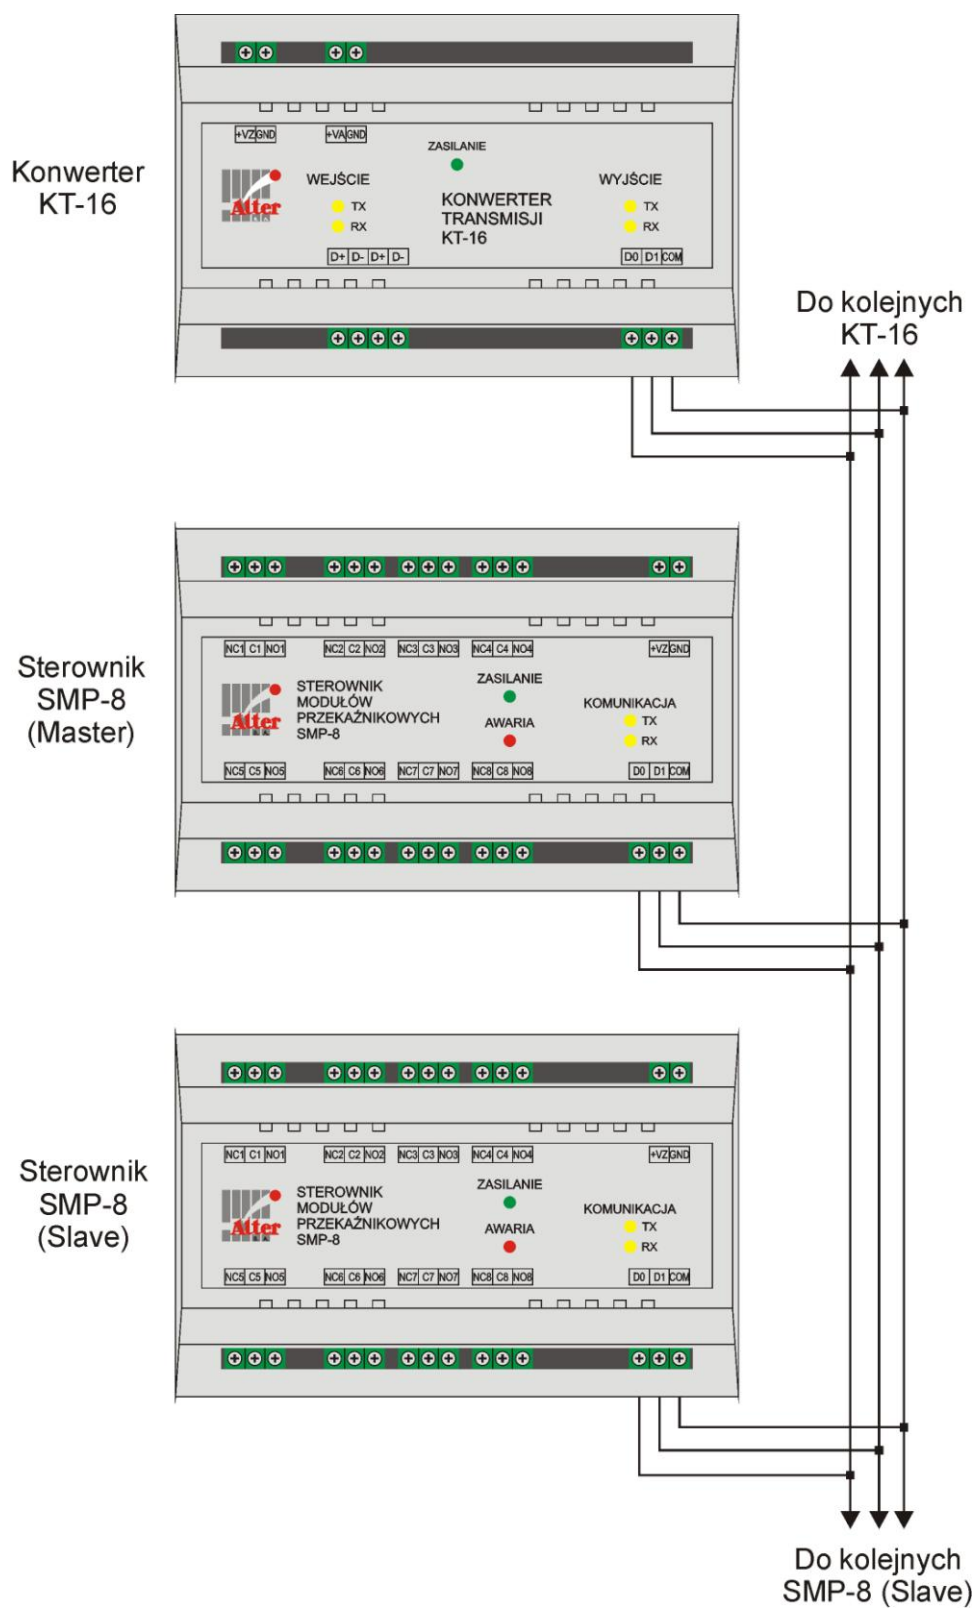 Konwerter
KT-16
+VZ GND
+VA GND
ZASILANIE
WEJŚCIE
WYJŚCIE
Alter
S.A.
TX
RX
KONWERTER
TRANSMISJI
KT-16
TX
RX
D+ D- D+ D-
D0 D1 COM
Do kolejnych
KT-16
Sterownik
SMP-8
(Master)
NC1 C1 NO1
NC2 C2 NO2
NC3 C3 NO3
NC4 C4 NO4
+VZ GND
Alter
S.A.
STEROWNIK
MODUŁÓW
PRZEKAŹNIKOWYCH
SMP-8
ZASILANIE
AWARIA
KOMUNIKACJA
TX
RX
NC5 C5 NO5
NC6 C6 NO6
NC7 C7 NO7
NC8 C8 NO8
D0 D1 COM
Sterownik
SMP-8
(Slave)
NC1 C1 NO1
NC2 C2 NO2
NC3 C3 NO3
NC4 C4 NO4
+VZ GND
Alter
S.A.
STEROWNIK
MODUŁÓW
PRZEKAŹNIKOWYCH
SMP-8
ZASILANIE
AWARIA
KOMUNIKACJA
TX
RX
NC5 C5 NO5
NC6 C6 NO6
NC7 C7 NO7
NC8 C8 NO8
D0 D1 COM
Do kolejnych
SMP-8 (Slave)